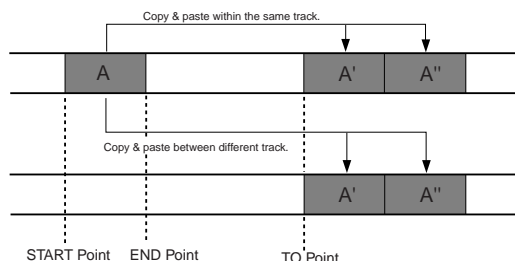 Copy & paste within the same track.
A A' A''
Copy & paste between different track.
A' A''
START Point END Point TO Point